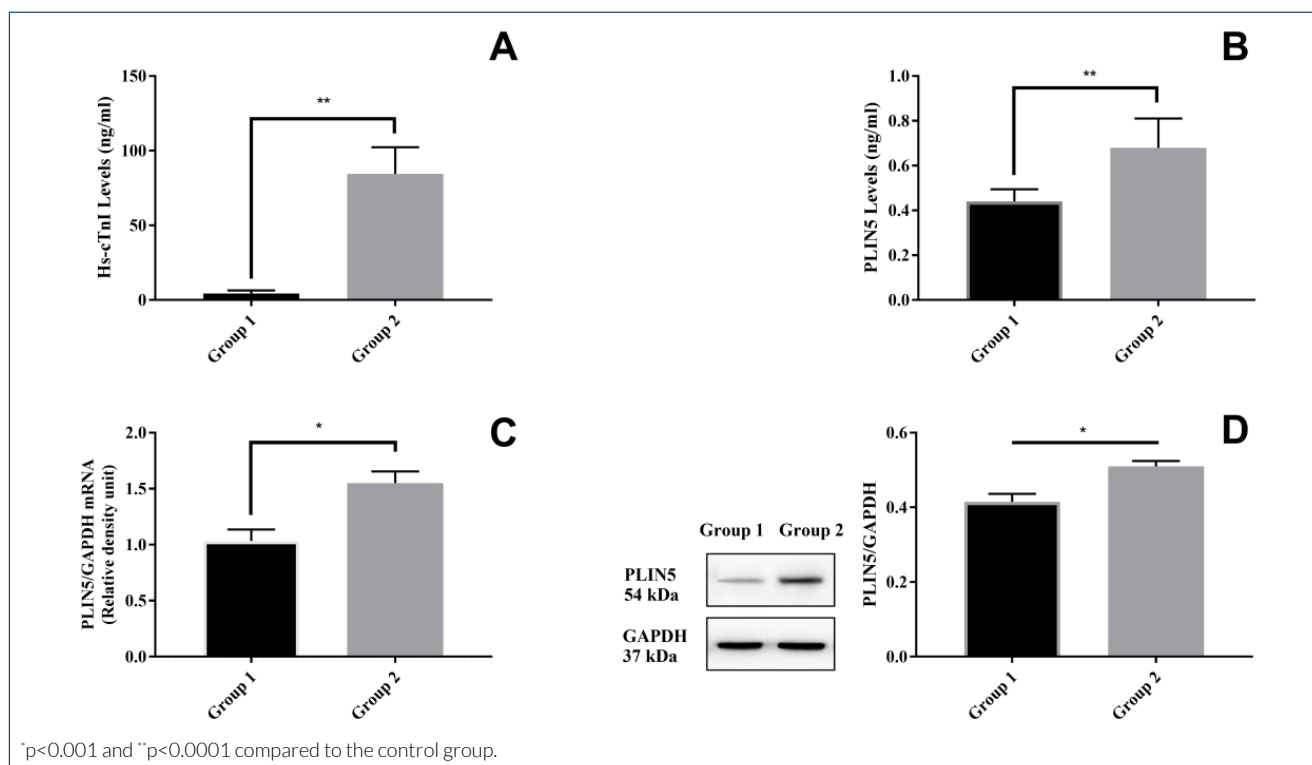 A
150
100
50
0
Hs-cTnI Levels (ng/ml)
**
Group 1
Group 2
B
1.0
0.8
0.6
0.4
0.2
0.0
PLIN5 Levels (ng/ml)
**
Group 1
Group 2
C
2.0
1.5
1.0
0.5
0.0
PLIN5/GAPDH mRNA
(Relative density unit)
*
Group 1
Group 2
Group 1 Group 2
PLIN5
54 kDa
GAPDH
37 kDa
D
0.6
0.4
0.2
0.0
PLIN5/GAPDH
*
Group 1
Group 2
*p<0.001 and **p<0.0001 compared to the control group.